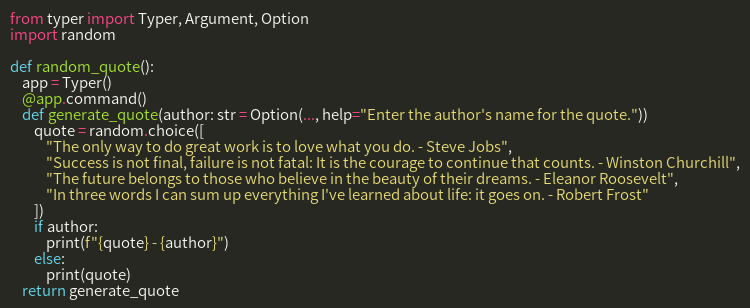 from typer import Typer, Argument, Option
import random

def random_quote():
    app = Typer()
    @app.command()
    def generate_quote(author: str = Option(..., help="Enter the author's name for the quote."))
        quote = random.choice([
            "The only way to do great work is to love what you do. - Steve Jobs",
            "Success is not final, failure is not fatal: It is the courage to continue that counts. - Winston Churchill",
            "The future belongs to those who believe in the beauty of their dreams. - Eleanor Roosevelt",
            "In three words I can sum up everything I've learned about life: it goes on. - Robert Frost"
        ])
        if author:
            print(f"{quote} - {author}")
        else:
            print(quote)
    return generate_quote